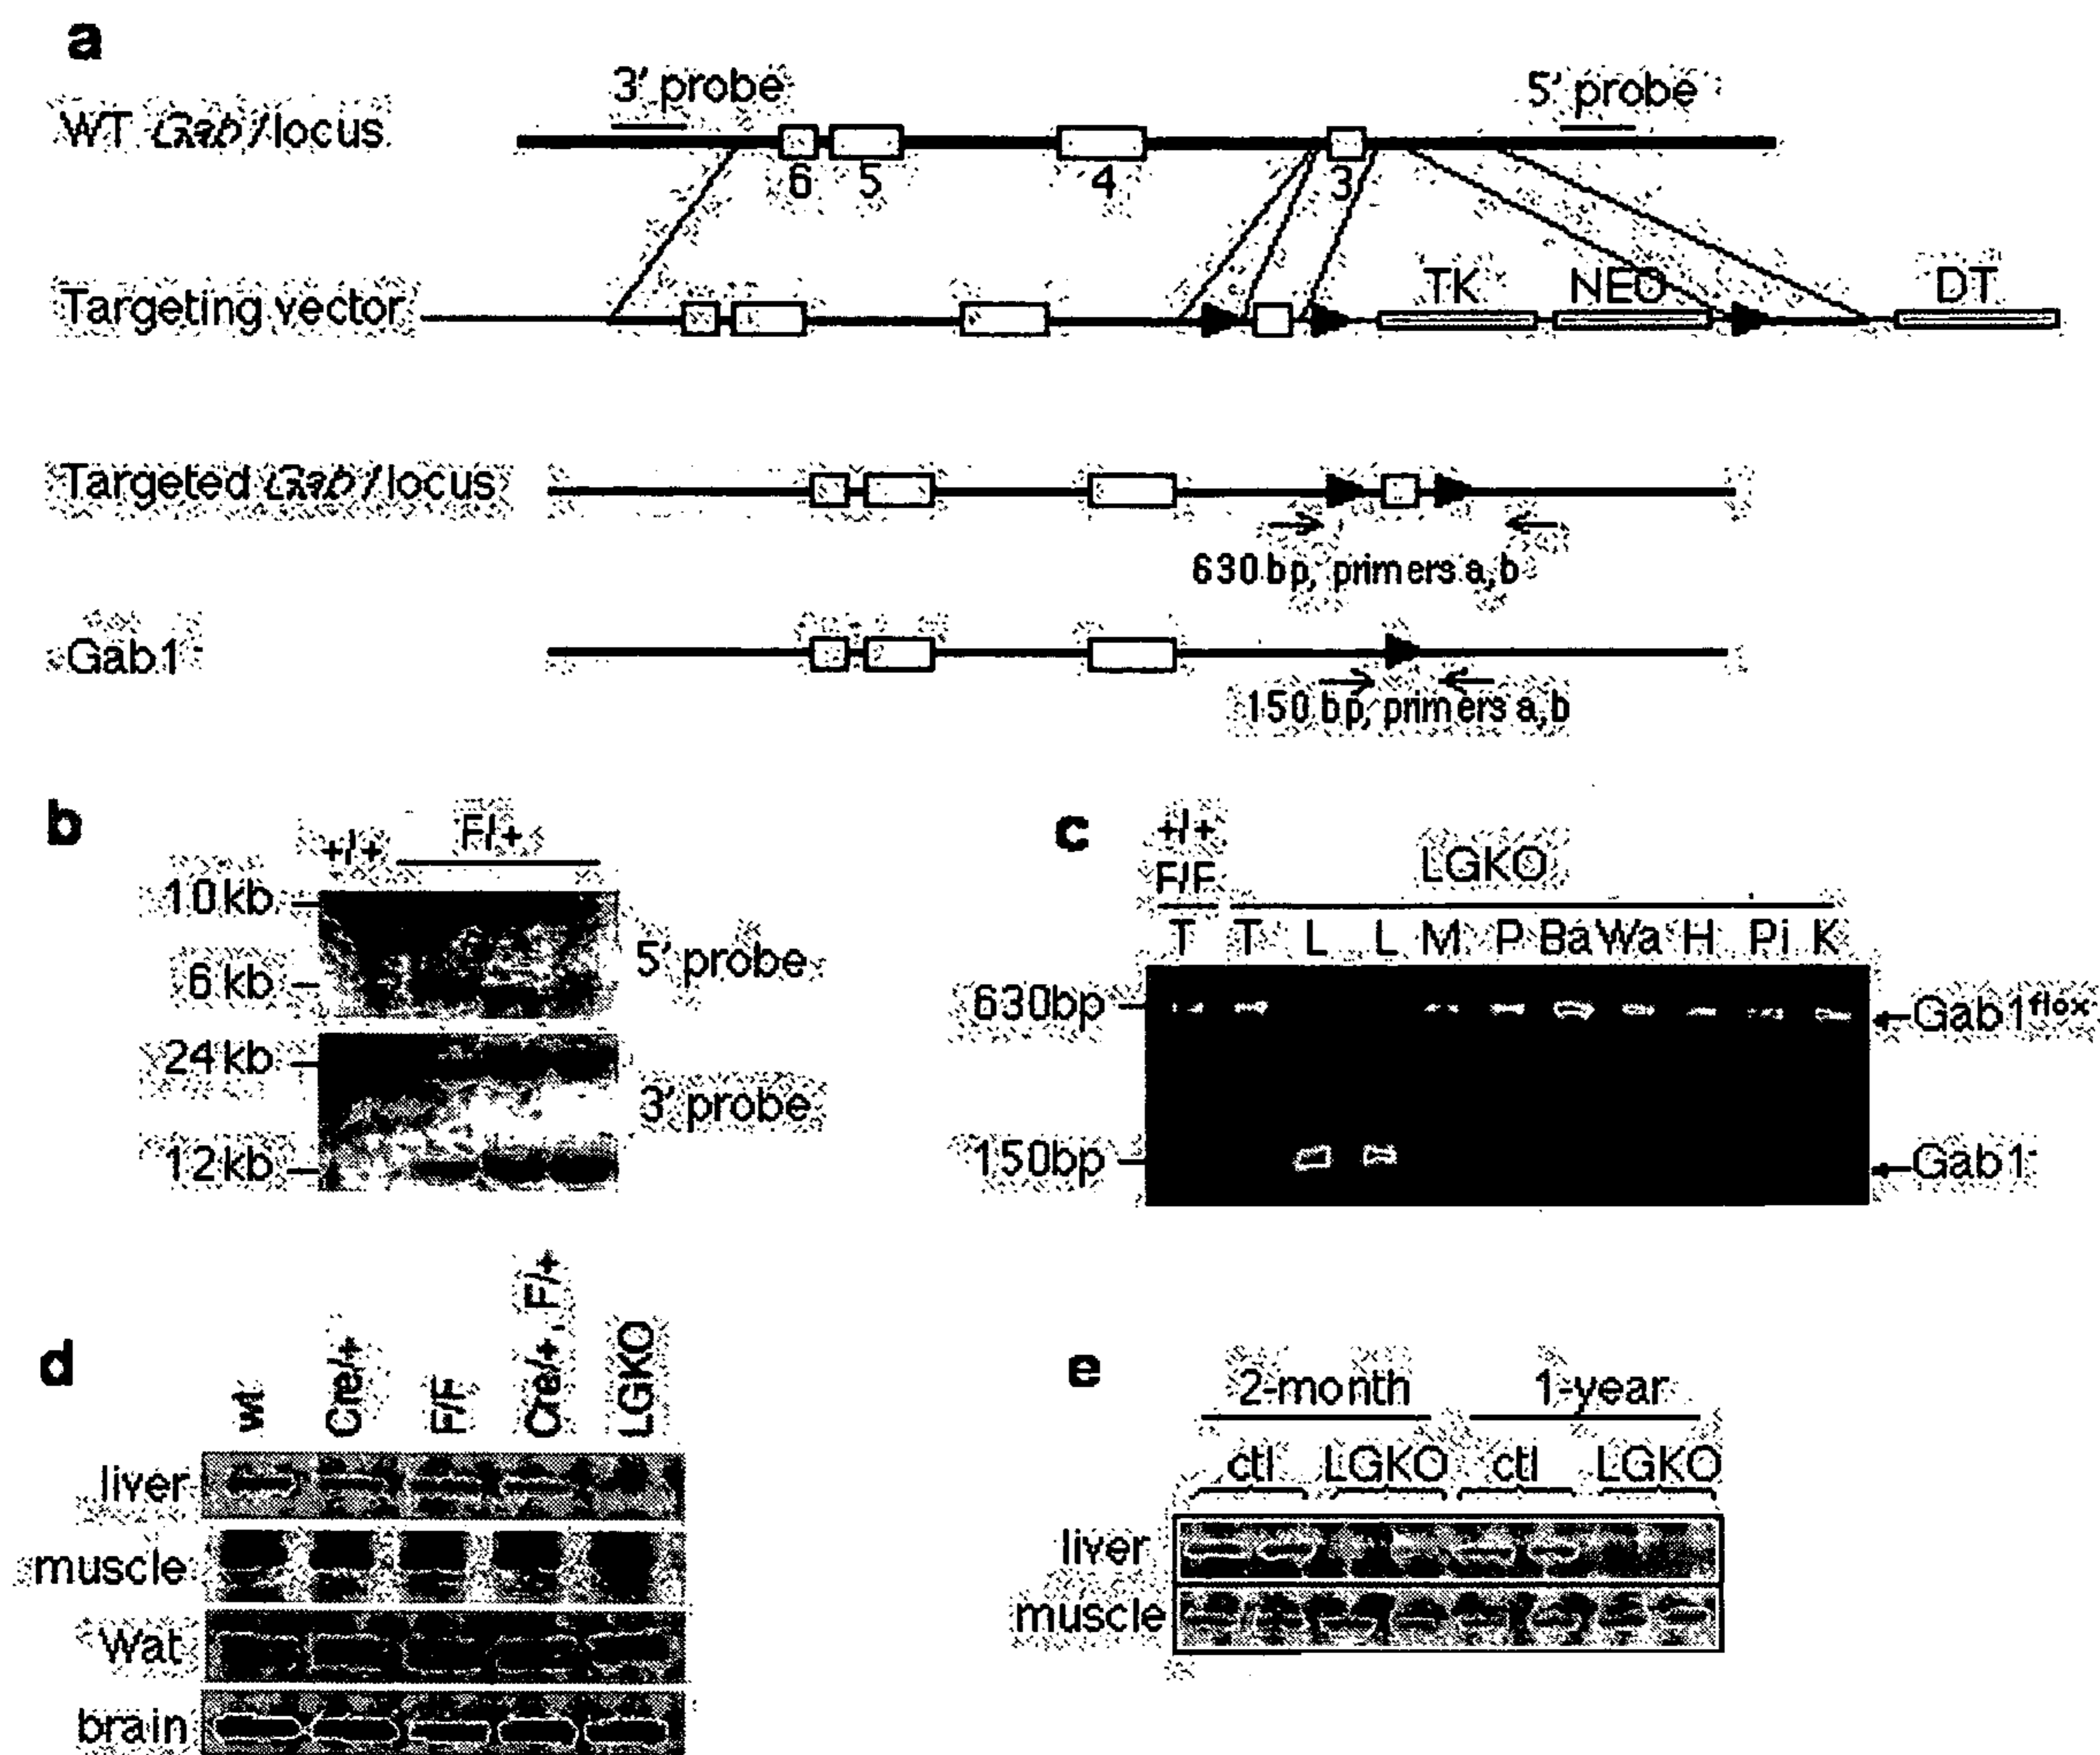 a
3' probe
5' probe
WT Gab1 locus
6 5 4 3
Targeting vector
TK NEO DT
Targeted Gab1 locus
630 bp, primers a,b
Gab1-
150 bp, primers a,b
b
+/+ F/+
10 kb
6 kb
5' probe
24 kb
12 kb
3' probe
c
+/+
F/F
LGKO
T T L L M P Ba Wa H Pi K
630bp
Gab1flox
150bp
Gab1-
d
wt Cre/+ F/F Cre/+, F/+ LGKO
liver
muscle
Wat
brain
e
2-month 1-year
ctl LGKO ctl LGKO
liver
muscle